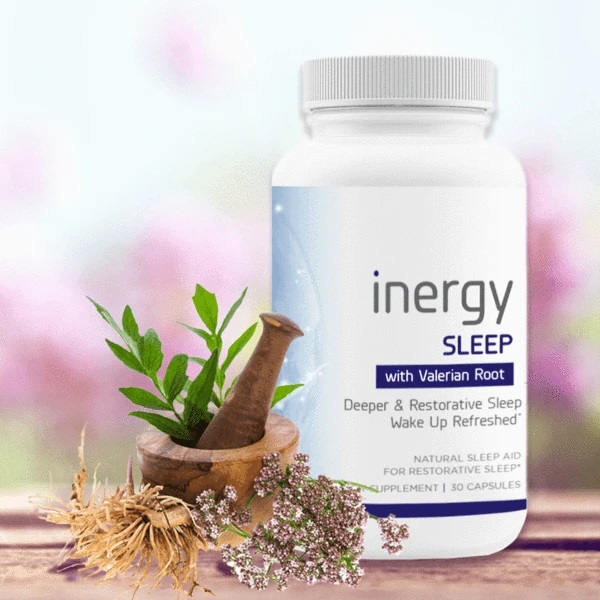 inergy
SLEEP
with Valerian Root
Deeper & Restorative Sleep
Wake Up Refreshed*
NATURAL SLEEP AID
FOR RESTORATIVE SLEEP*
SUPPLEMENT | 30 CAPSULES